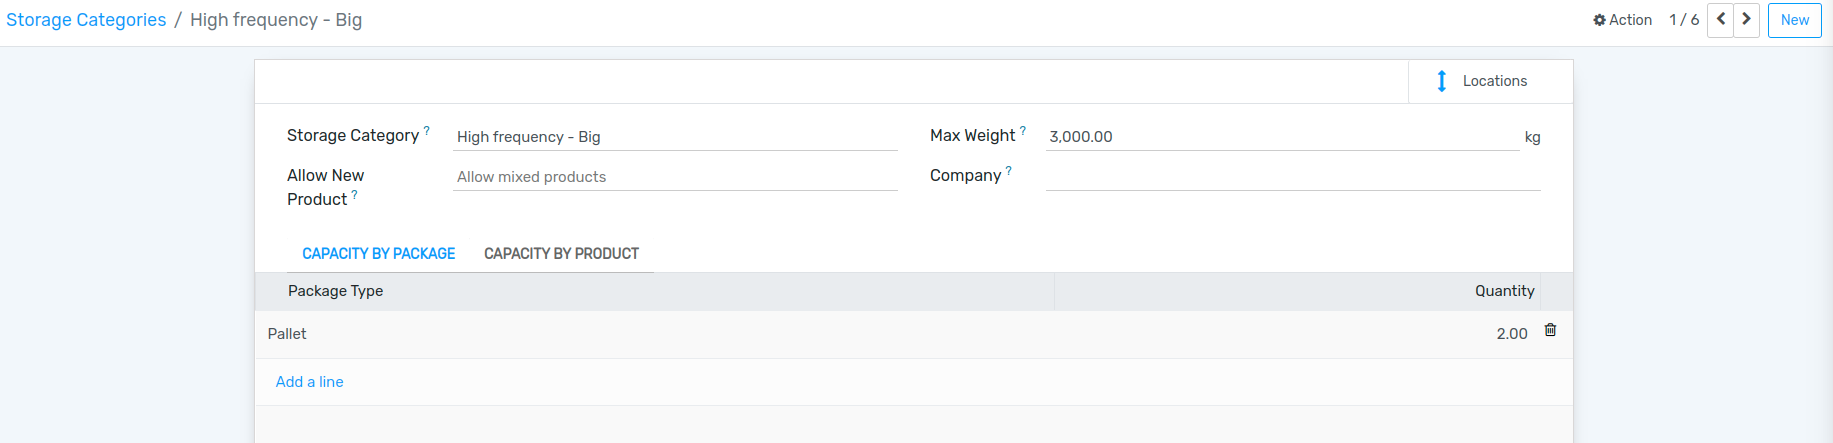 Storage Categories / High frequency - Big
Action 1 / 6 New
Locations
Storage Category ? High frequency - Big
Max Weight ? 3,000.00 kg
Allow New Product ? Allow mixed products
Company ?
CAPACITY BY PACKAGE CAPACITY BY PRODUCT
Package Type Quantity
Pallet 2.00
Add a line